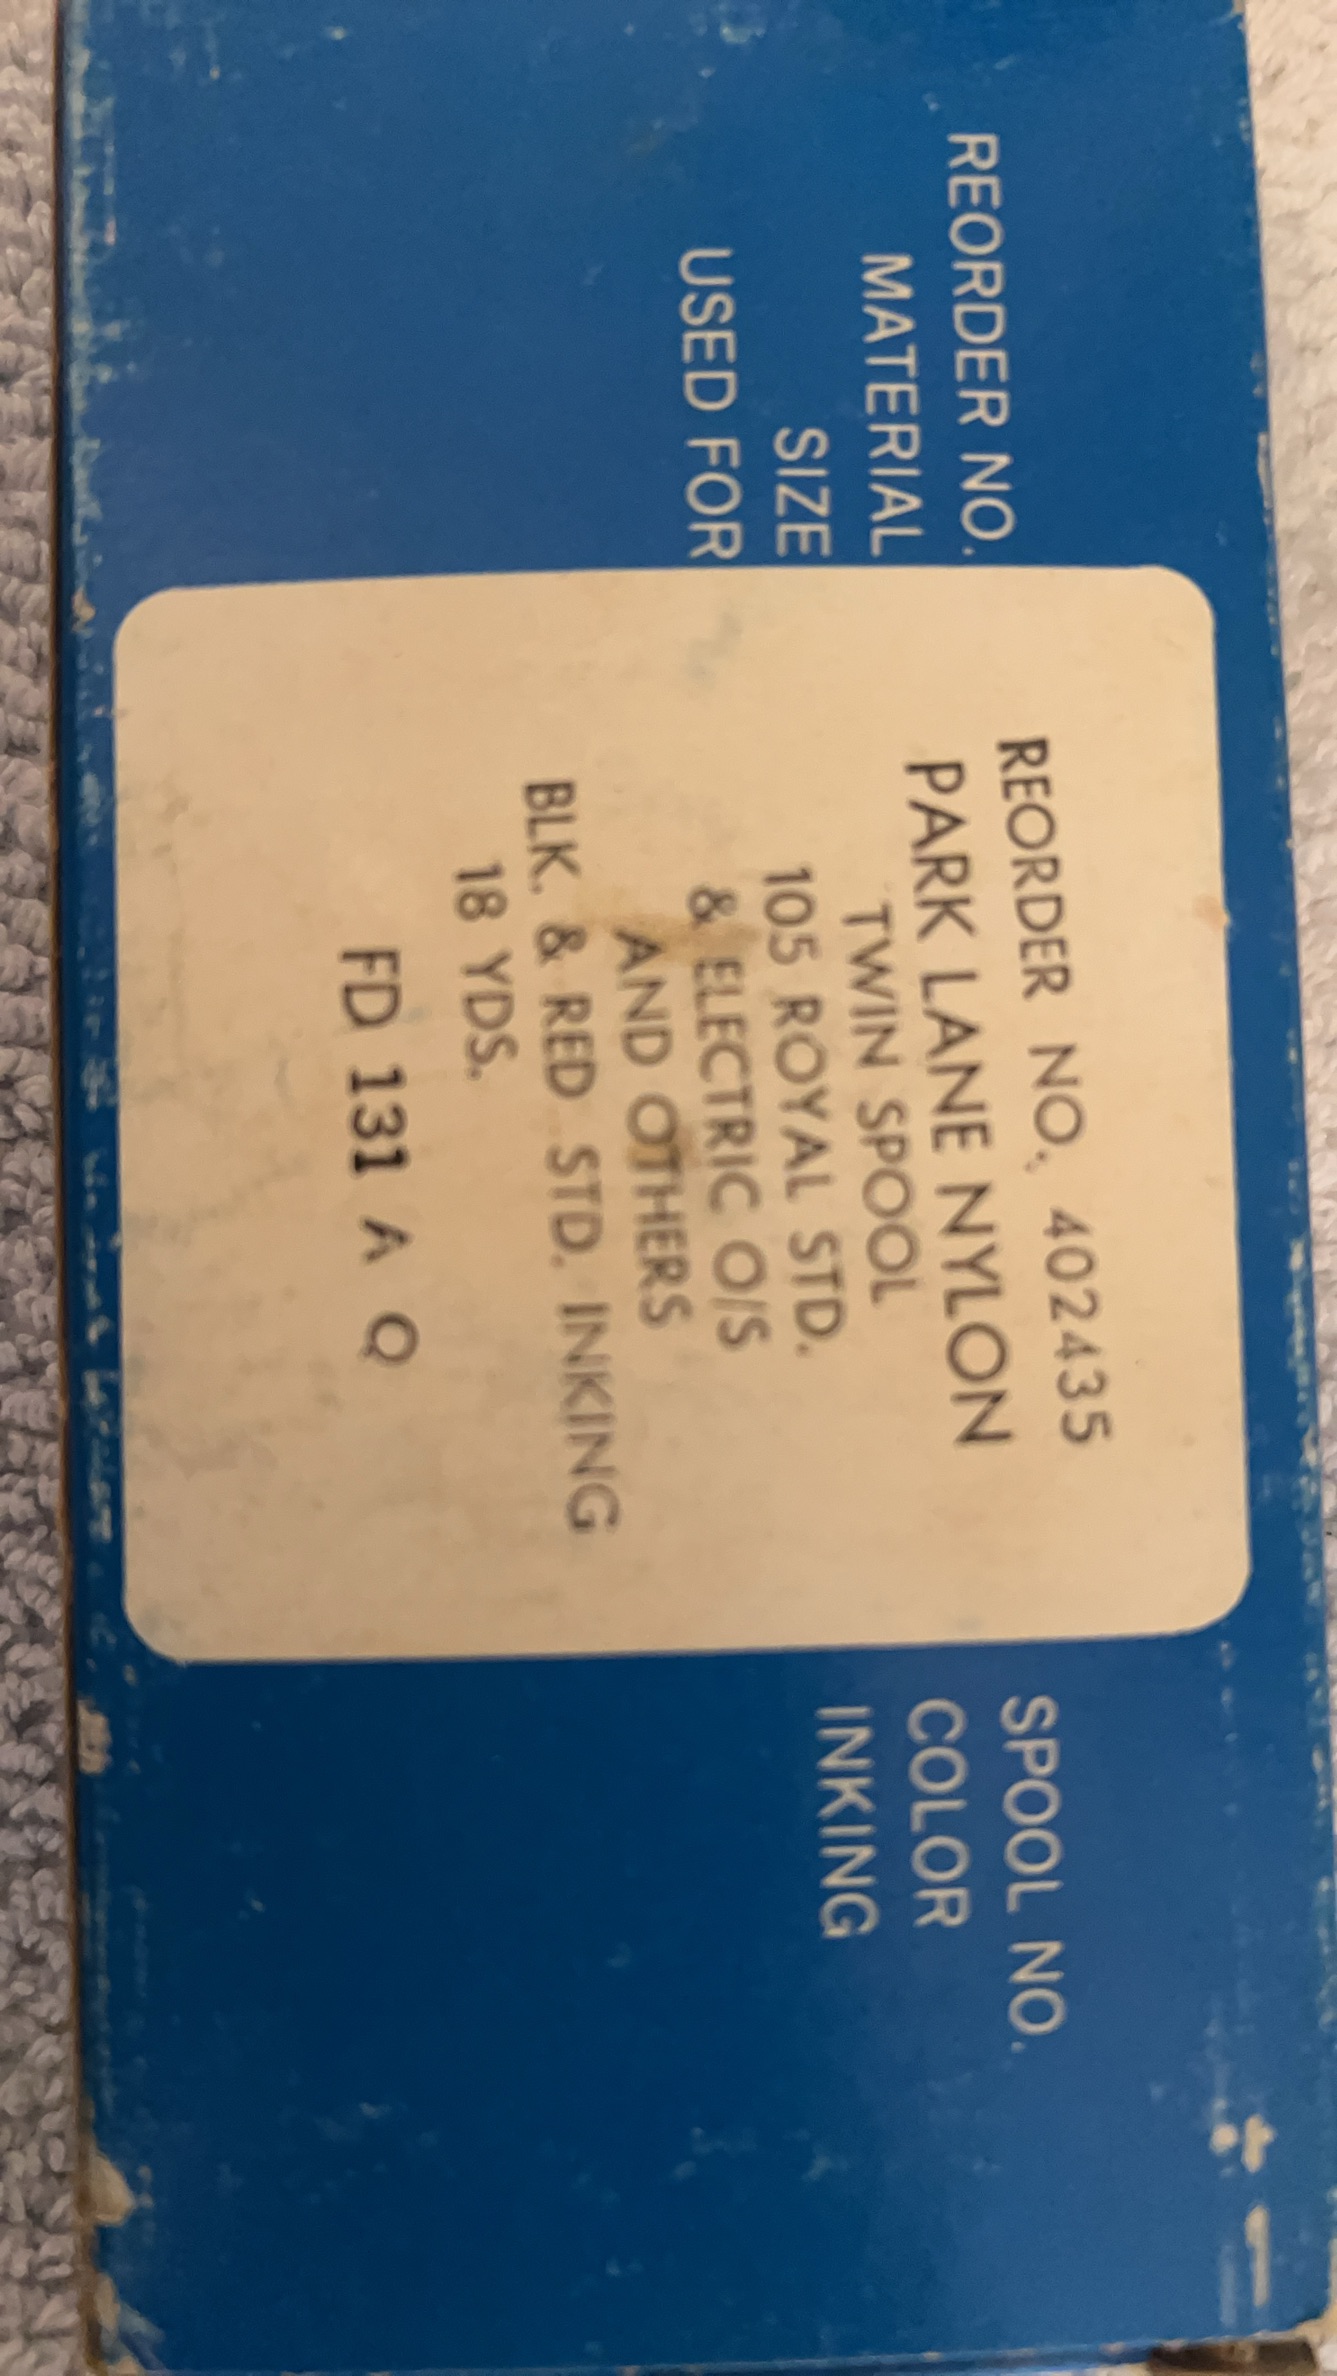 REORDER NO.
MATERIAL
SIZE
USED FOR
REORDER NO. 402435
PARK LANE NYLON
TWIN SPOOL
105 ROYAL STD.
& ELECTRIC O/S
AND OTHERS
BLK. & RED STD. INKING
18 YDS.
FD 131 A Q
SPOOL NO.
COLOR
INKING